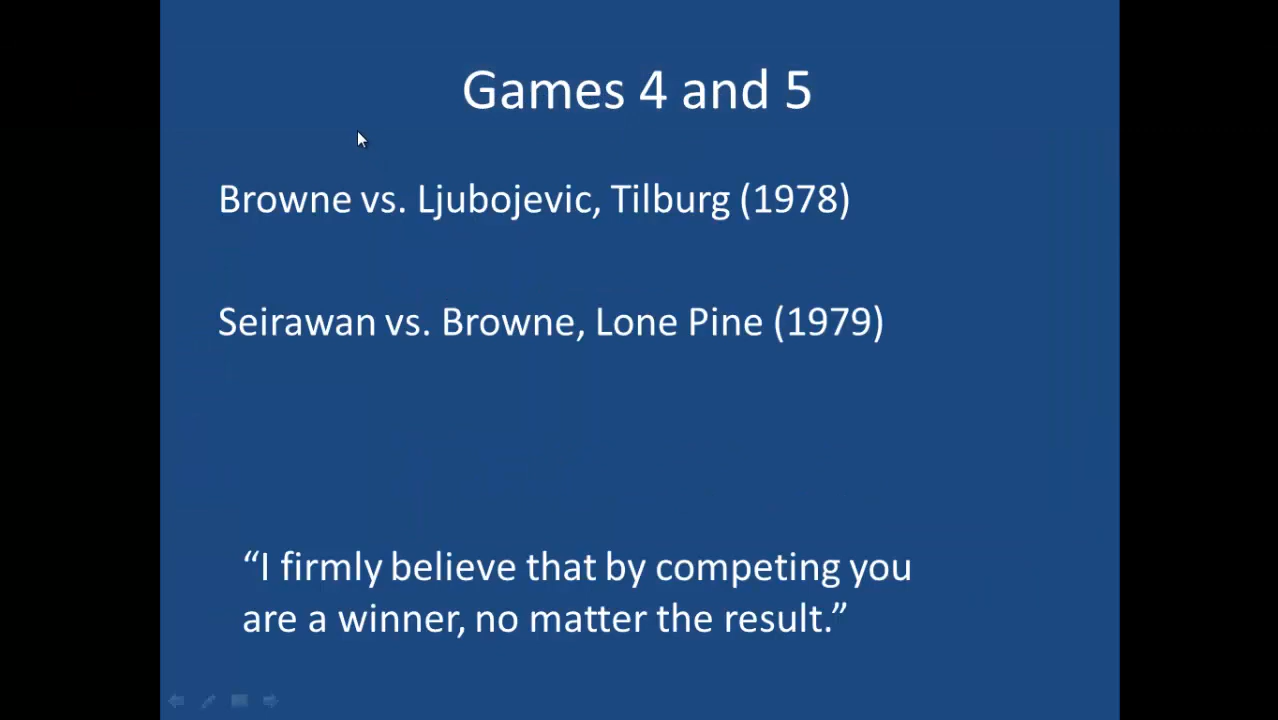 Games 4 and 5
Browne vs. Ljubojevic, Tilburg (1978)
Seirawan vs. Browne, Lone Pine (1979)
“I firmly believe that by competing you
are a winner, no matter the result.”